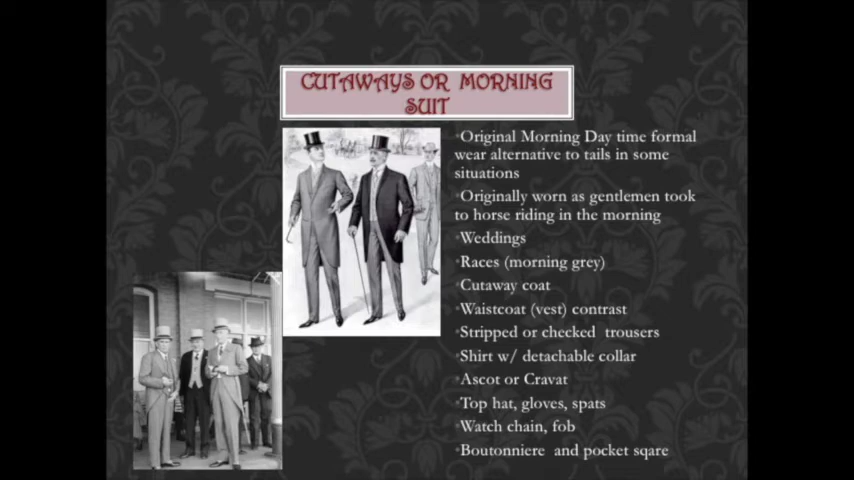 CUTAWAYS OR MORNING
SUIT
Original Morning Day time formal
wear alternative to tails in some
situations
Originally worn as gentlemen took
to horse riding in the morning
Weddings
Races (morning grey)
Cutaway coat
Waistcoat (vest) contrast
Stripped or checked trousers
Shirt w/ detachable collar
Ascot or Cravat
Top hat, gloves, spats
Watch chain, fob
Boutonniere and pocket sqare